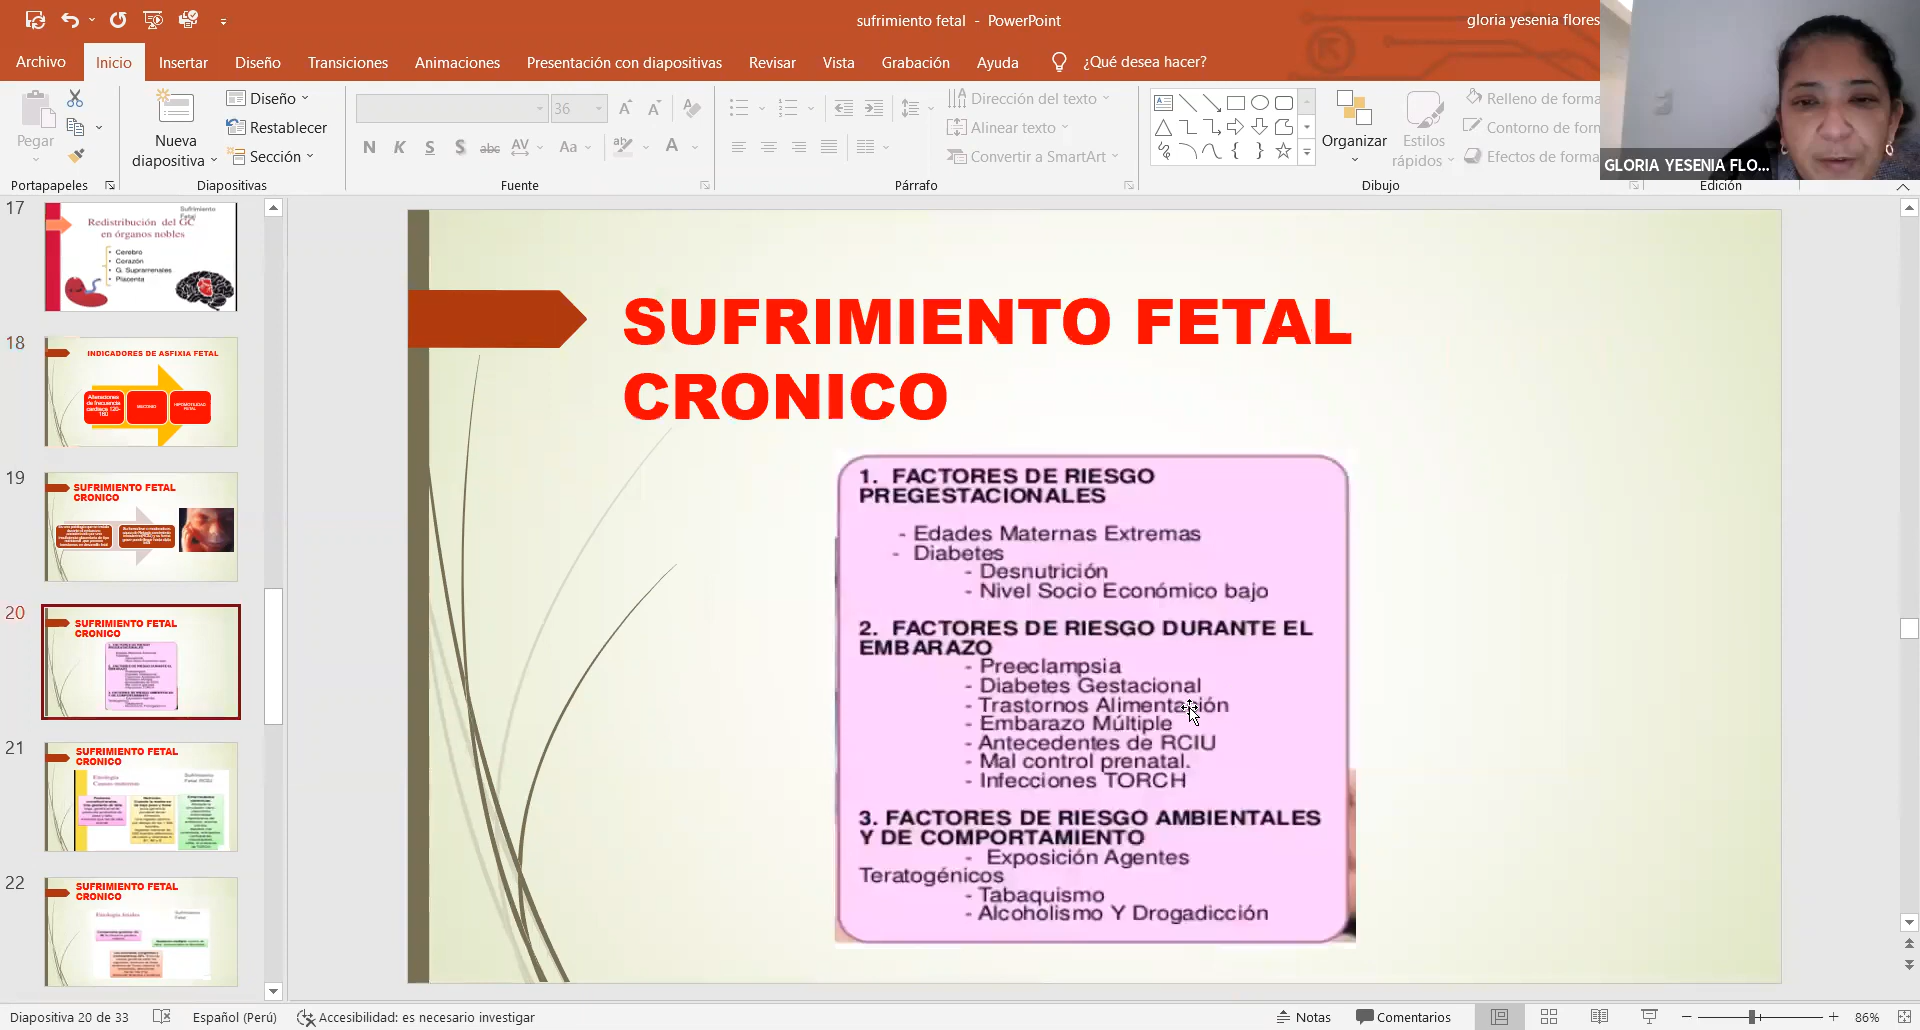 sufrimiento fetal - PowerPoint
gloria yesenia flores
Archivo
Inicio
Insertar
Diseño
Transiciones
Animaciones
Presentación con diapositivas
Revisar
Vista
Grabación
Ayuda
¿Qué desea hacer?
Pegar
Nueva
diapositiva
Diseño
Restablecer
Sección
36
N K S S abc AV Aa A
Dirección del texto
Alinear texto
Convertir a SmartArt
Organizar
Estilos
rápidos
Relleno de forma
Contorno de forn
Efectos de forma
GLORIA YESENIA FLO...
Portapapeles
Diapositivas
Fuente
Párrafo
Dibujo
Edición
17
Sufrimiento
Fetal
Redistribución del GC
en órganos nobles
Cerebro
Corazón
G. Suprarrenales
Placenta
18
INDICADORES DE ASFIXIA FETAL
19
SUFRIMIENTO FETAL
CRONICO
20
SUFRIMIENTO FETAL
CRONICO
21
SUFRIMIENTO FETAL
CRONICO
22
SUFRIMIENTO FETAL
CRONICO
SUFRIMIENTO FETAL
CRONICO
1. FACTORES DE RIESGO
PREGESTACIONALES
- Edades Maternas Extremas
- Diabetes
- Desnutrición
- Nivel Socio Económico bajo
2. FACTORES DE RIESGO DURANTE EL
EMBARAZO
- Preeclampsia
- Diabetes Gestacional
- Trastornos Alimentación
- Embarazo Múltiple
- Antecedentes de RCIU
- Mal control prenatal.
- Infecciones TORCH
3. FACTORES DE RIESGO AMBIENTALES
Y DE COMPORTAMIENTO
- Exposición Agentes
Teratogénicos
- Tabaquismo
- Alcoholismo Y Drogadicción
Diapositiva 20 de 33
Español (Perú)
Accesibilidad: es necesario investigar
Notas
Comentarios
86%